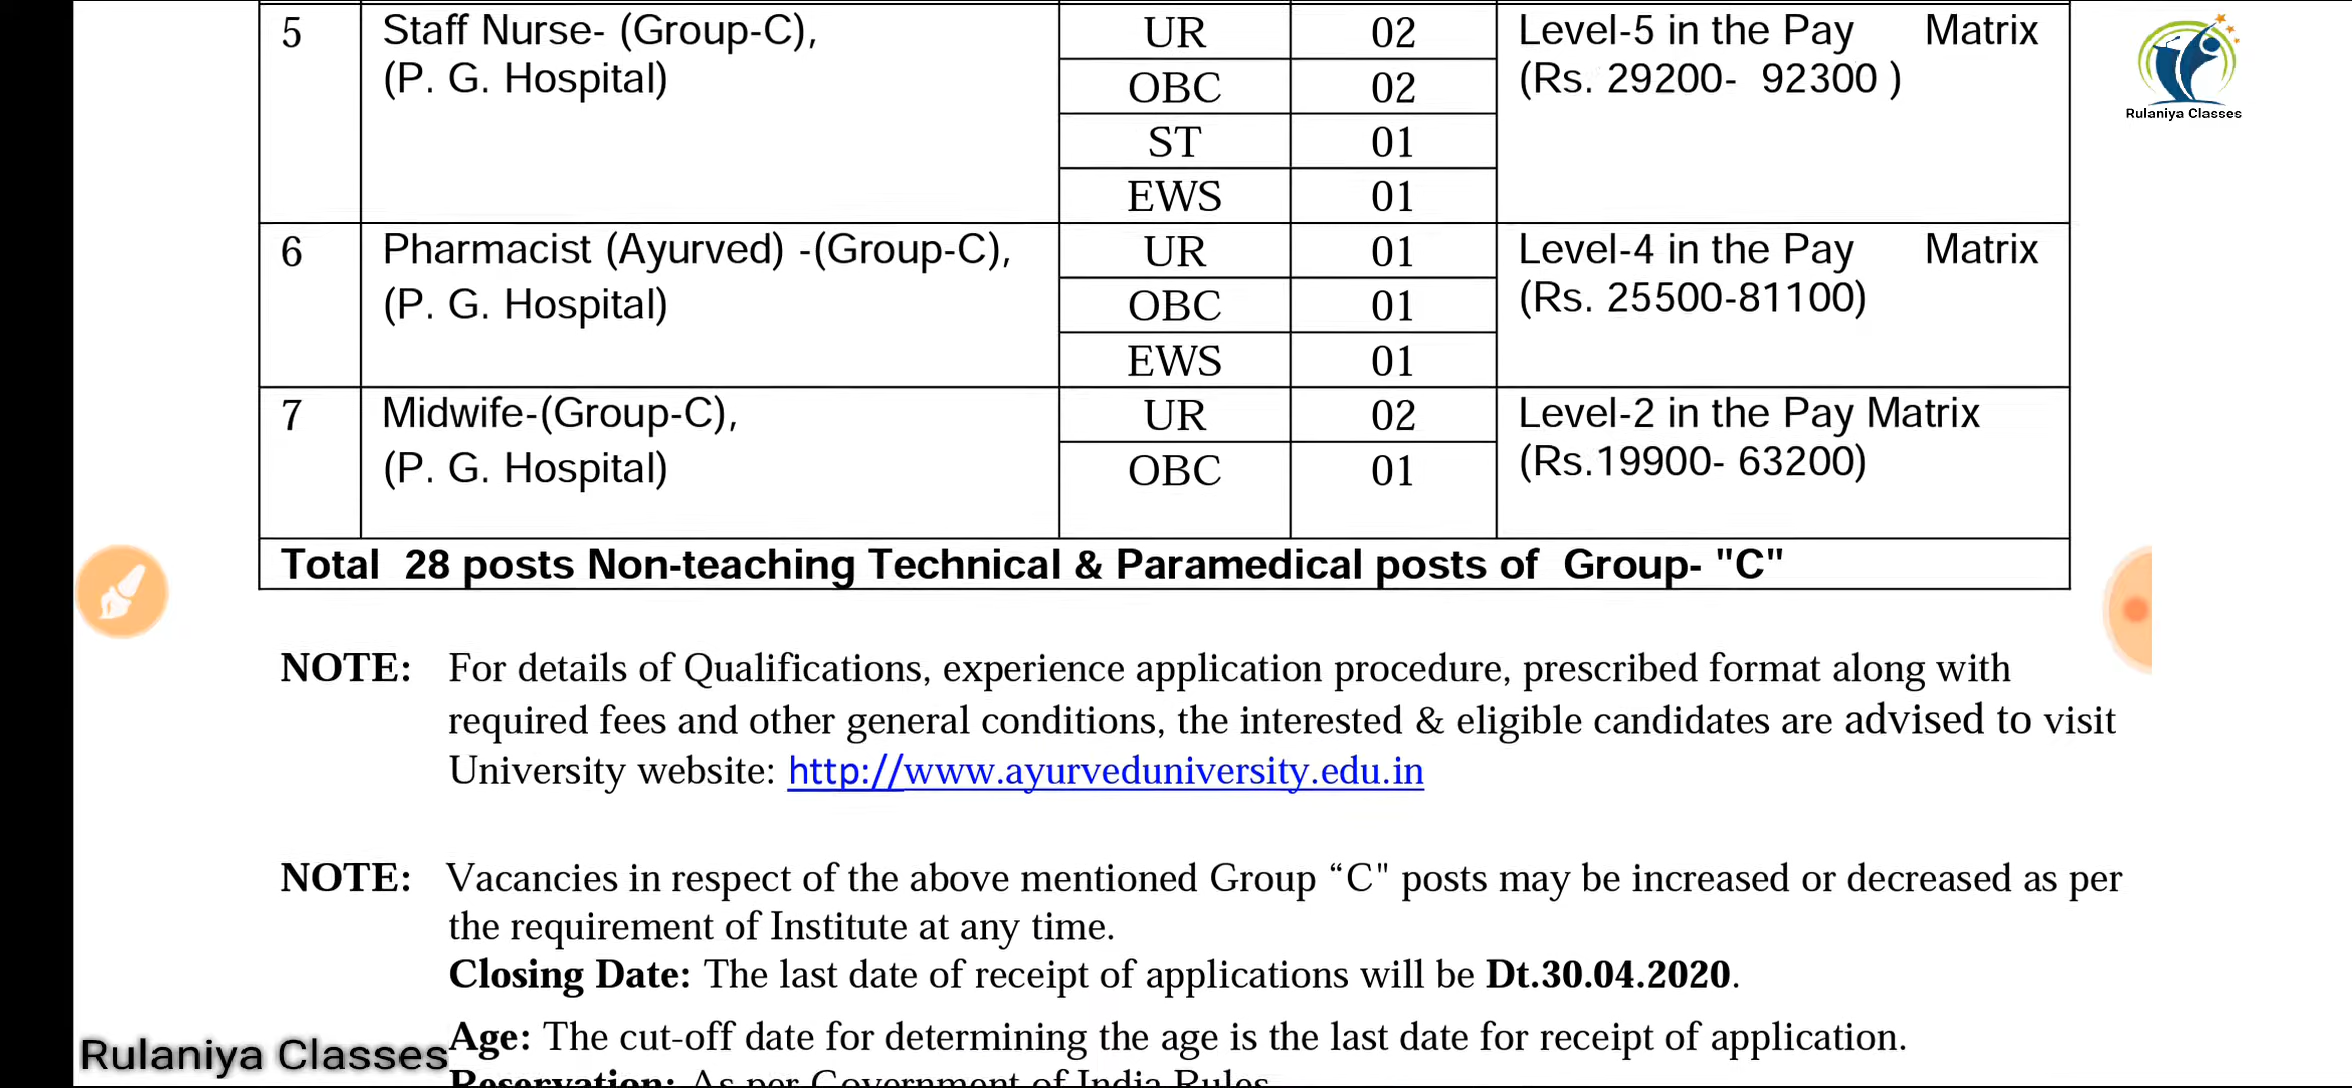 5 Staff Nurse- (Group-C), UR 02 Level-5 in the Pay Matrix
(P. G. Hospital) OBC 02 (Rs. 29200- 92300 )
ST 01
EWS 01
6 Pharmacist (Ayurved) -(Group-C), UR 01 Level-4 in the Pay Matrix
(P. G. Hospital) OBC 01 (Rs. 25500-81100)
EWS 01
7 Midwife-(Group-C), UR 02 Level-2 in the Pay Matrix
(P. G. Hospital) OBC 01 (Rs.19900- 63200)
Total 28 posts Non-teaching Technical & Paramedical posts of Group- "C"
Rulaniya Classes
NOTE: For details of Qualifications, experience application procedure, prescribed format along with
required fees and other general conditions, the interested & eligible candidates are advised to visit
University website: http://www.ayurveduniversity.edu.in
NOTE: Vacancies in respect of the above mentioned Group “C" posts may be increased or decreased as per
the requirement of Institute at any time.
Closing Date: The last date of receipt of applications will be Dt.30.04.2020.
Age: The cut-off date for determining the age is the last date for receipt of application.
Rulaniya Classes
Reservation: As per Government of India Rules